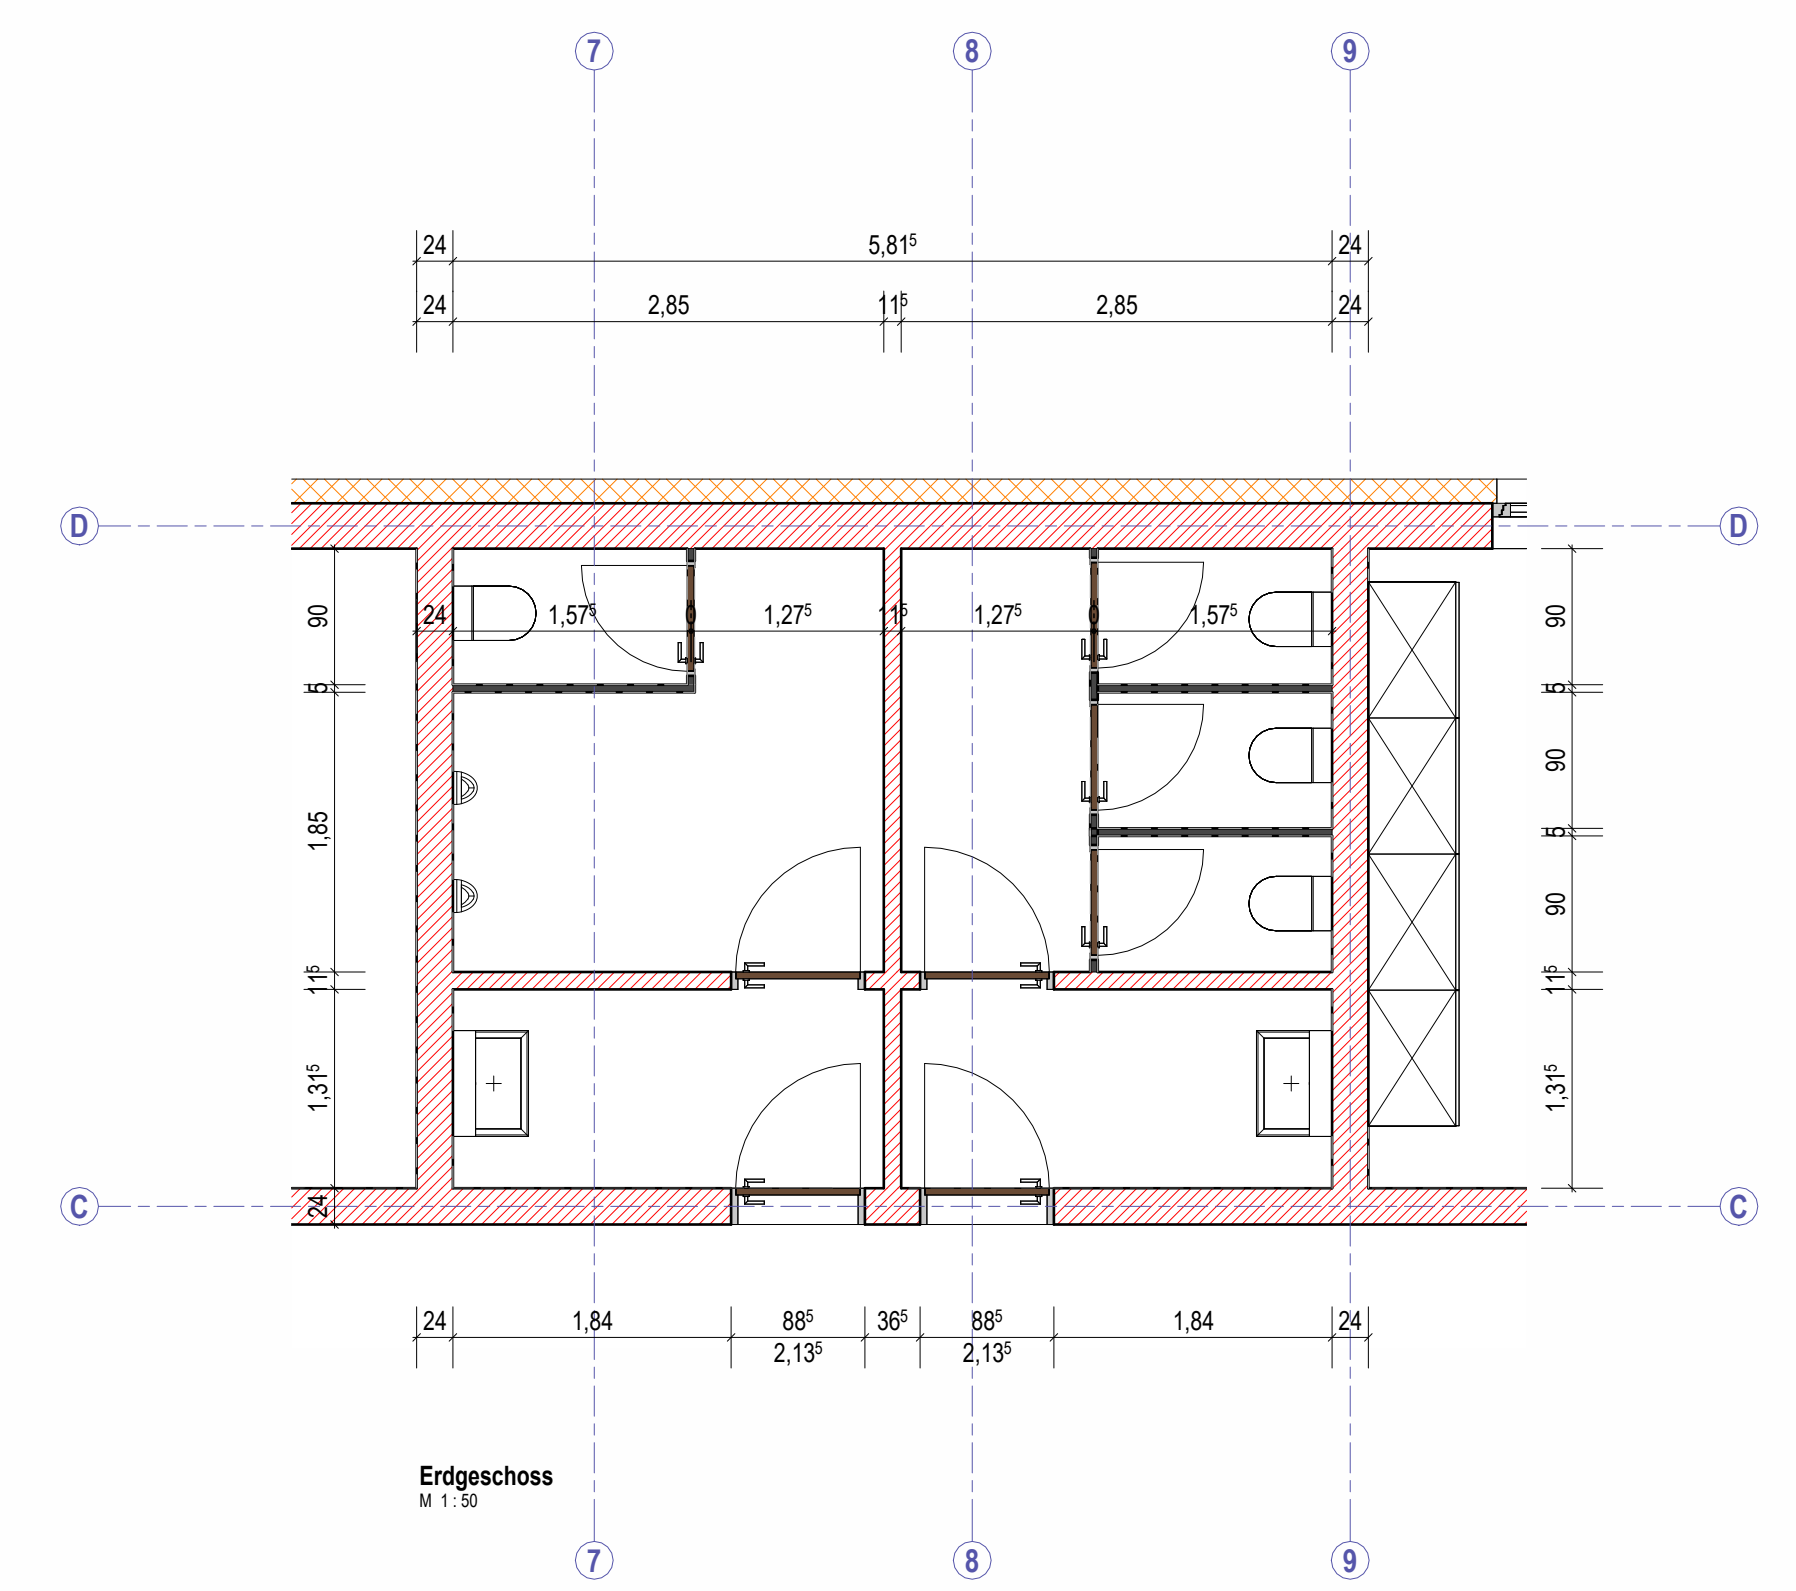 7 8 9
24 5,81⁵ 24
24 2,85 11⁵ 2,85 24
D D
90 24 1,57⁵ 0 1,27⁵ 11⁵ 1,27⁵ 0 1,57⁵ 90
5 5
90
1,85 5
90
11⁵ 11⁵
1,31⁵ 1,31⁵
C 24 C
24 1,84 88⁵ 36⁵ 88⁵ 1,84 24
2,13⁵ 2,13⁵
Erdgeschoss
M 1 : 50
7 8 9